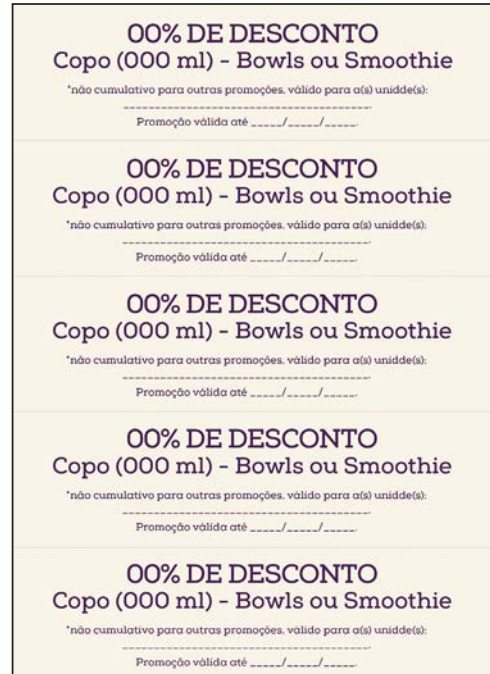 00% DE DESCONTO
Copo (000 ml) - Bowls ou Smoothie
*não cumulativo para outras promoções, válido para a(s) unidde(s):
_______________________________________.
Promoção válida até _____/_____/_____.
00% DE DESCONTO
Copo (000 ml) - Bowls ou Smoothie
*não cumulativo para outras promoções, válido para a(s) unidde(s):
_______________________________________.
Promoção válida até _____/_____/_____.
00% DE DESCONTO
Copo (000 ml) - Bowls ou Smoothie
*não cumulativo para outras promoções, válido para a(s) unidde(s):
_______________________________________.
Promoção válida até _____/_____/_____.
00% DE DESCONTO
Copo (000 ml) - Bowls ou Smoothie
*não cumulativo para outras promoções, válido para a(s) unidde(s):
_______________________________________.
Promoção válida até _____/_____/_____.
00% DE DESCONTO
Copo (000 ml) - Bowls ou Smoothie
*não cumulativo para outras promoções, válido para a(s) unidde(s):
_______________________________________.
Promoção válida até _____/_____/_____.